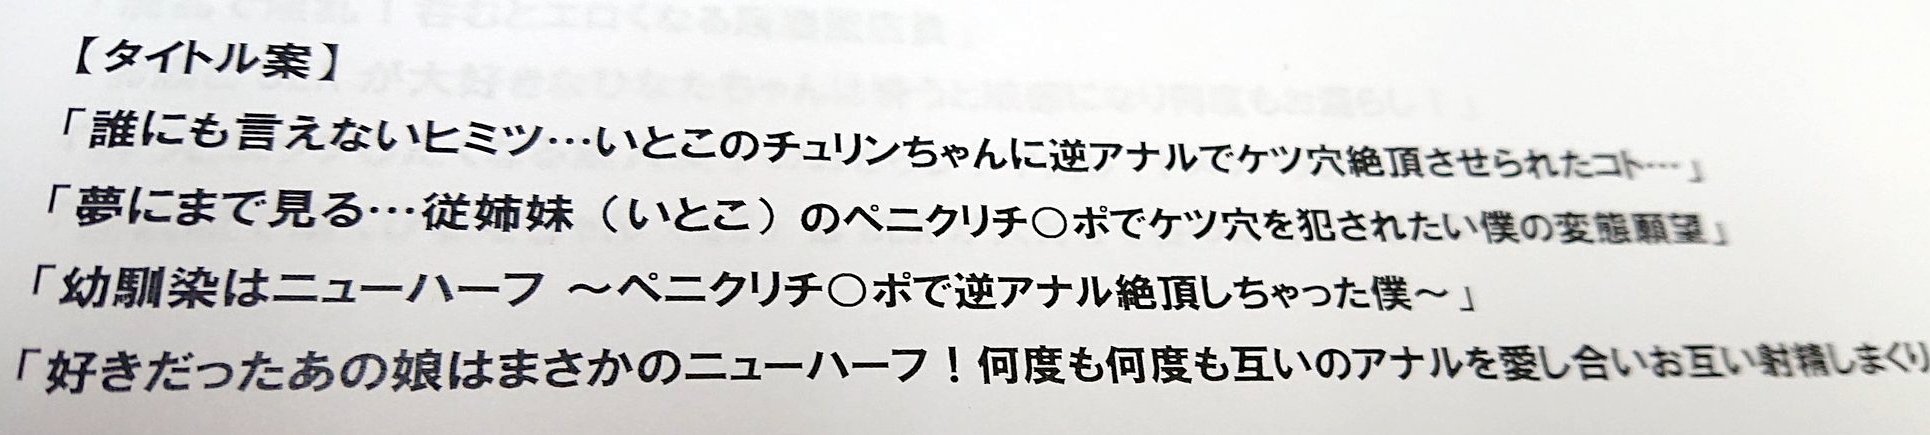 【タイトル案】
「誰にも言えないヒミツ…いとこのチュリンちゃんに逆アナルでケツ穴絶頂させられたコト…」
「夢にまで見る…従姉妹（いとこ）のペニクリチ○ポでケツ穴を犯されたい僕の変態願望」
「幼馴染はニューハーフ ～ペニクリチ○ポで逆アナル絶頂しちゃった僕～」
「好きだったあの娘はまさかのニューハーフ！何度も何度も互いのアナルを愛し合いお互い射精しまくり